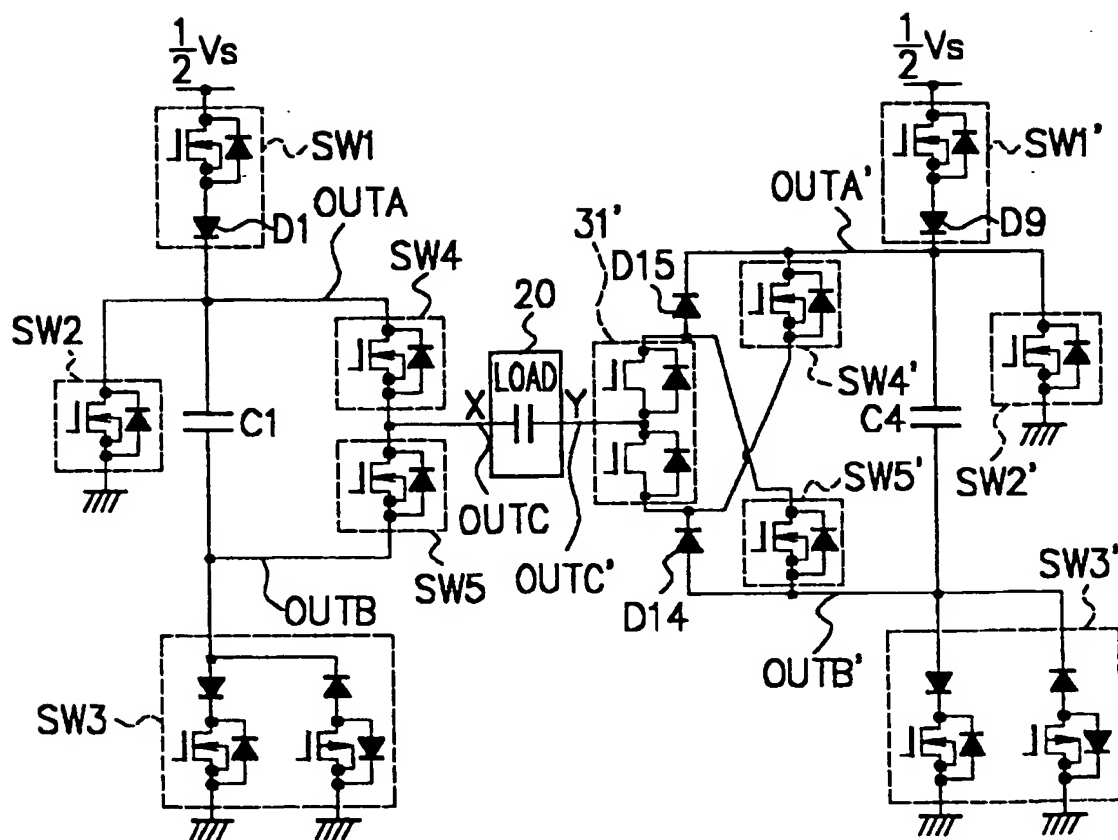 ½Vs
½Vs
SW1
SW1'
OUTA
OUTA'
D1
D9
31'
SW4
D15
20
SW2
LOAD
SW4'
X
Y
C1
C4
SW2'
SW5'
OUTC
SW5
OUTC'
SW3'
D14
OUTB
OUTB'
SW3